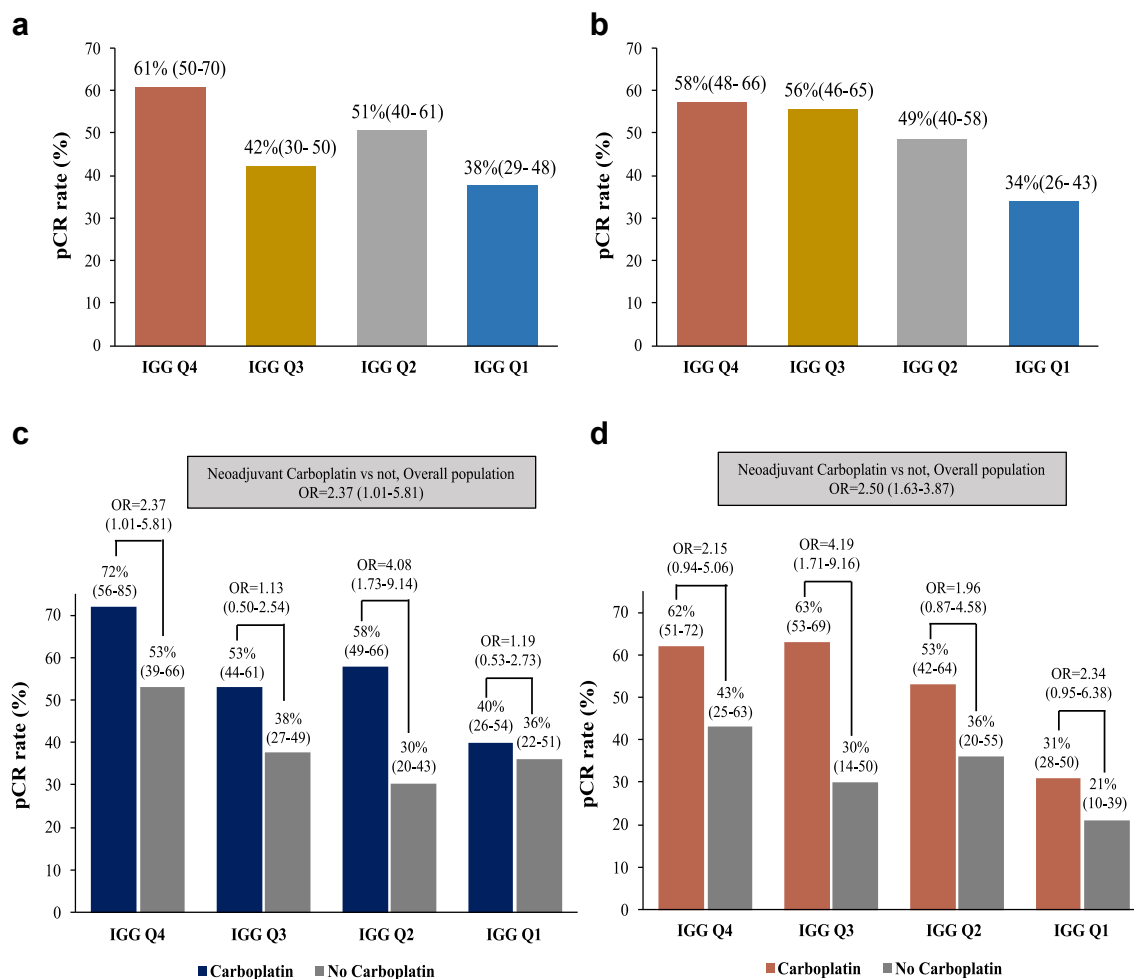 a
pCR rate (%)
70
60
50
40
30
20
10
0
61% (50-70)
42%(30- 50)
51%(40- 61)
38%(29- 48)
IGG Q4
IGG Q3
IGG Q2
IGG Q1
b
pCR rate (%)
70
60
50
40
30
20
10
0
58%(48- 66)
56%(46-65)
49%(40-58)
34%(26- 43)
IGG Q4
IGG Q3
IGG Q2
IGG Q1
c
Neoadjuvant Carboplatin vs not, Overall population
OR=2.37 (1.01-5.81)
pCR rate (%)
70
60
50
40
30
20
10
0
OR=2.37
(1.01-5.81)
72%
(56-85)
53%
(39-66)
OR=1.13
(0.50-2.54)
53%
(44-61)
38%
(27-49)
OR=4.08
(1.73-9.14)
58%
(49-66)
30%
(20-43)
OR=1.19
(0.53-2.73)
40%
(26-54)
36%
(22-51)
IGG Q4
IGG Q3
IGG Q2
IGG Q1
Carboplatin
No Carboplatin
d
Neoadjuvant Carboplatin vs not, Overall population
OR=2.50 (1.63-3.87)
pCR rate (%)
70
60
50
40
30
20
10
0
OR=2.15
(0.94-5.06)
62%
(51-72)
43%
(25-63)
OR=4.19
(1.71-9.16)
63%
(53-69)
30%
(14-50)
OR=1.96
(0.87-4.58)
53%
(42-64)
36%
(20-55)
OR=2.34
(0.95-6.38)
31%
(28-50)
21%
(10-39)
IGG Q4
IGG Q3
IGG Q2
IGG Q1
Carboplatin
No Carboplatin